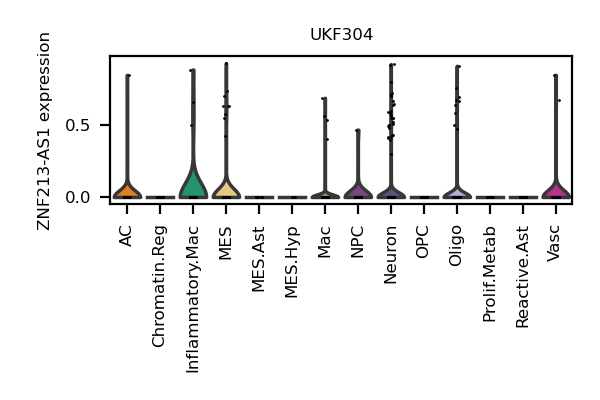 UKF304
ZNF213-AS1 expression
0.5
0.0
AC
Chromatin.Reg
Inflammatory.Mac
MES
MES.Ast
MES.Hyp
Mac
NPC
Neuron
OPC
Oligo
Prolif.Metab
Reactive.Ast
Vasc